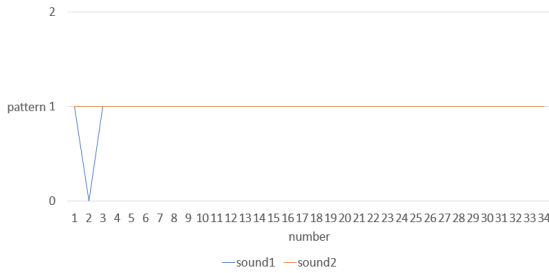 2
pattern 1
0
1 2 3 4 5 6 7 8 9 10 11 12 13 14 15 16 17 18 19 20 21 22 23 24 25 26 27 28 29 30 31 32 33 34
number
sound1 sound2